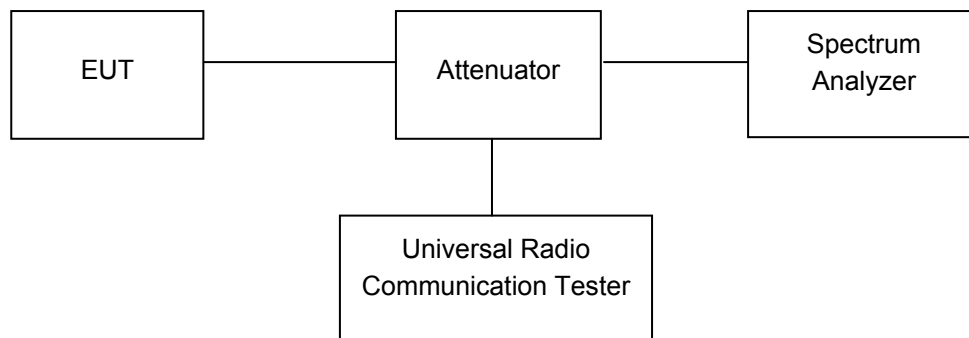 EUT
Attenuator
Spectrum
Analyzer
Universal Radio
Communication Tester